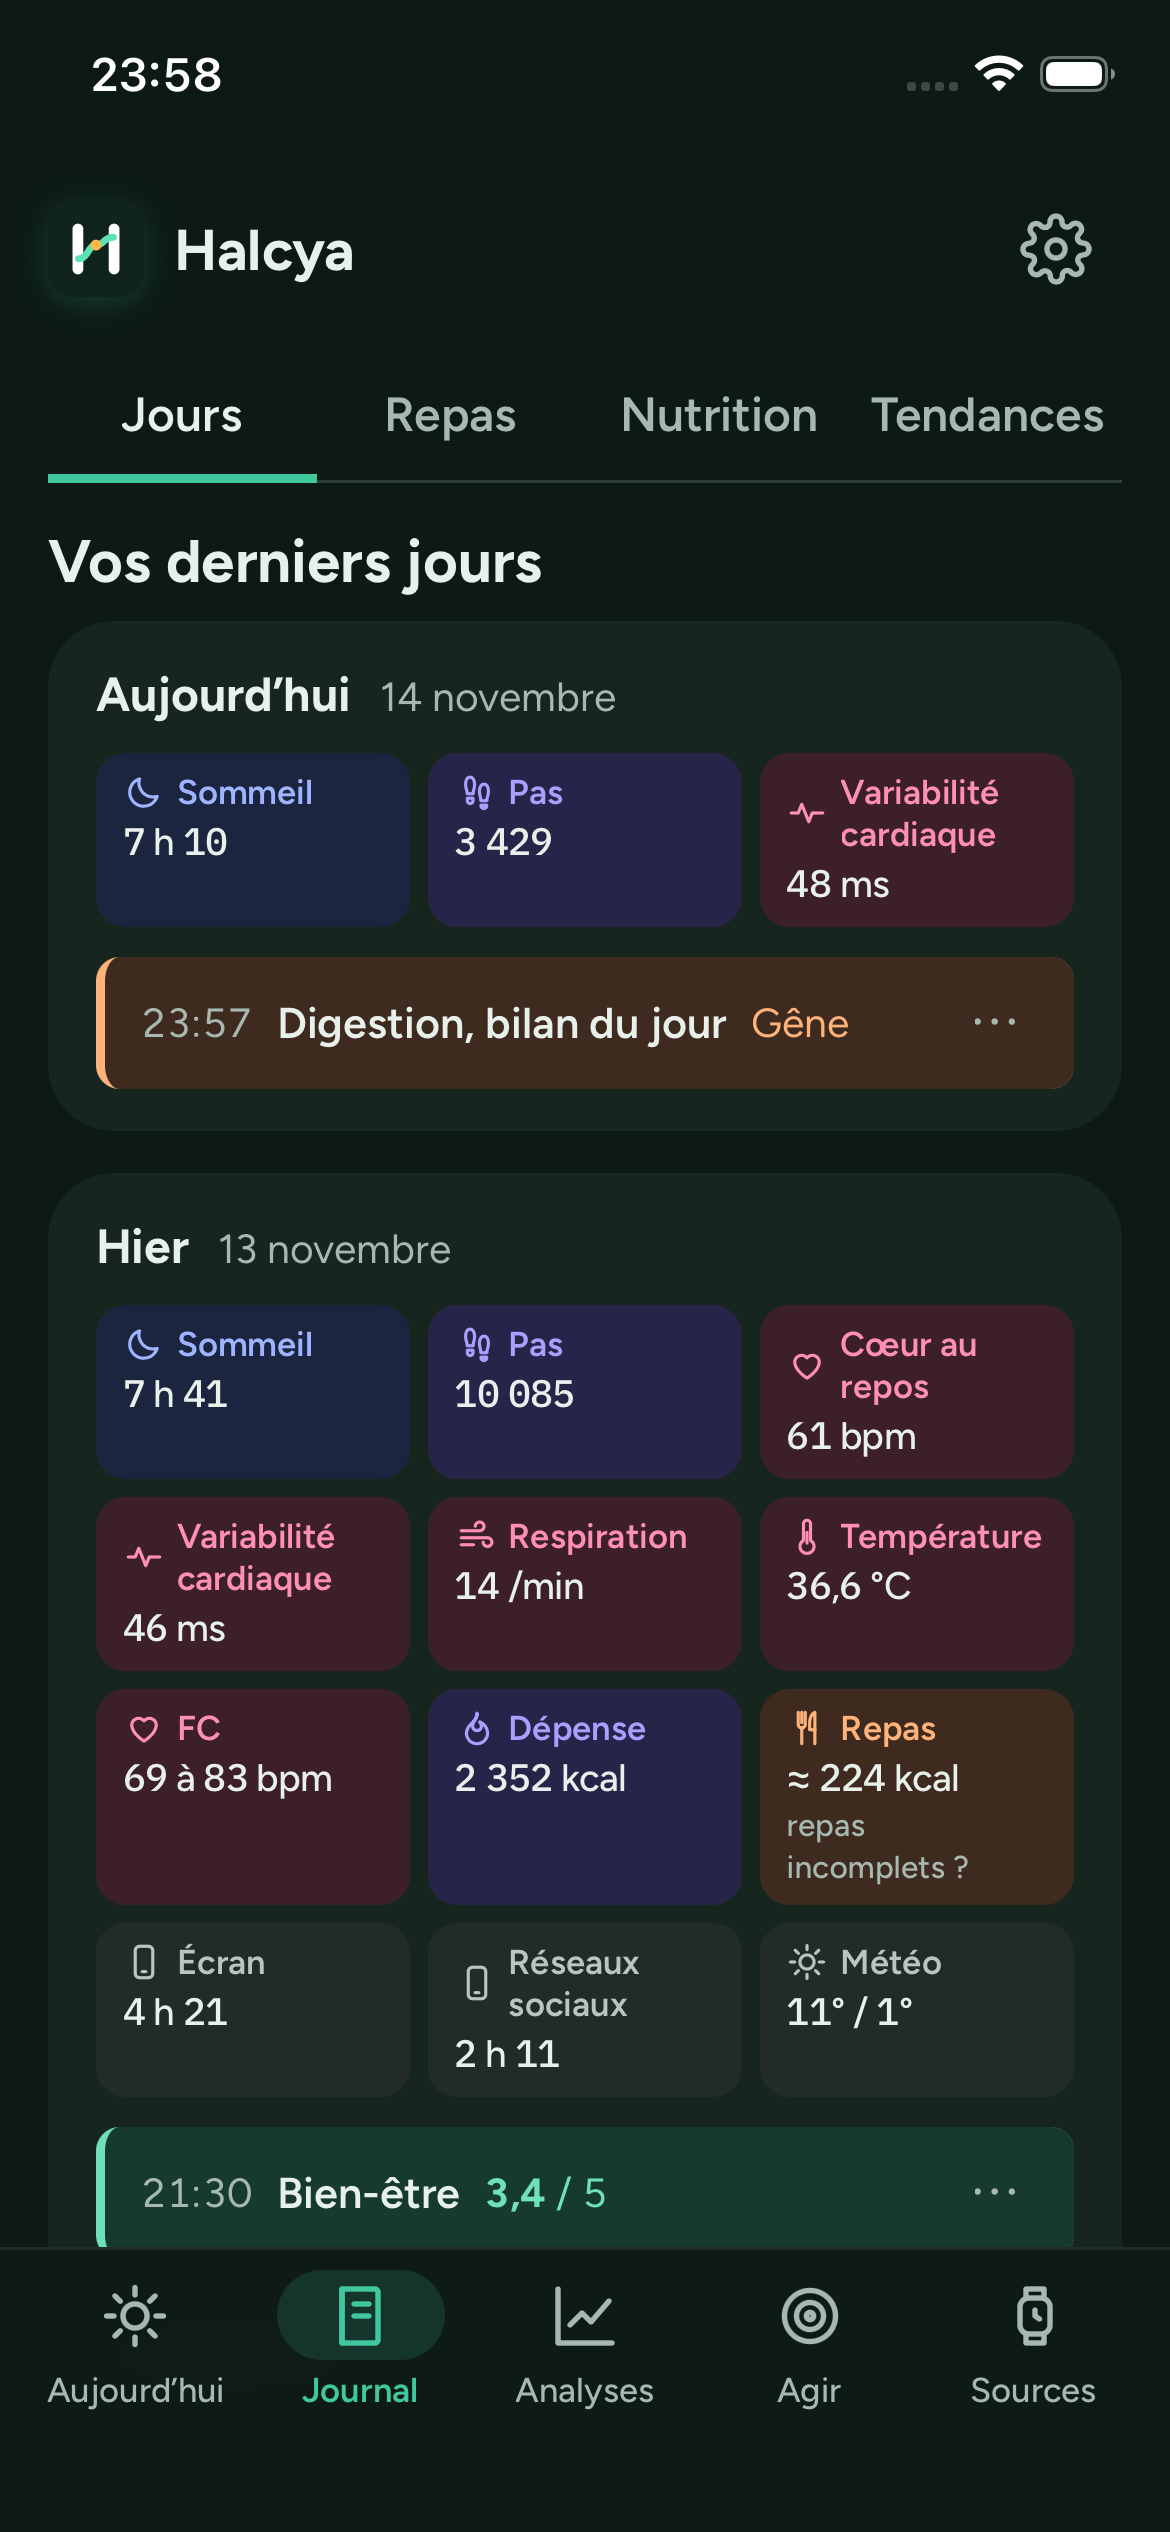 23:58
Halcya
Jours Repas Nutrition Tendances
Vos derniers jours
Aujourd’hui 14 novembre
Sommeil
7 h 10
Pas
3 429
Variabilité
cardiaque
48 ms
23:57 Digestion, bilan du jour Gêne ...
Hier 13 novembre
Sommeil
7 h 41
Pas
10 085
Cœur au
repos
61 bpm
Variabilité
cardiaque
46 ms
Respiration
14 /min
Température
36,6 °C
FC
69 à 83 bpm
Dépense
2 352 kcal
Repas
≈ 224 kcal
repas
incomplets ?
Écran
4 h 21
Réseaux
sociaux
2 h 11
Météo
11° / 1°
21:30 Bien-être 3,4 / 5 ...
Aujourd’hui Journal Analyses Agir Sources